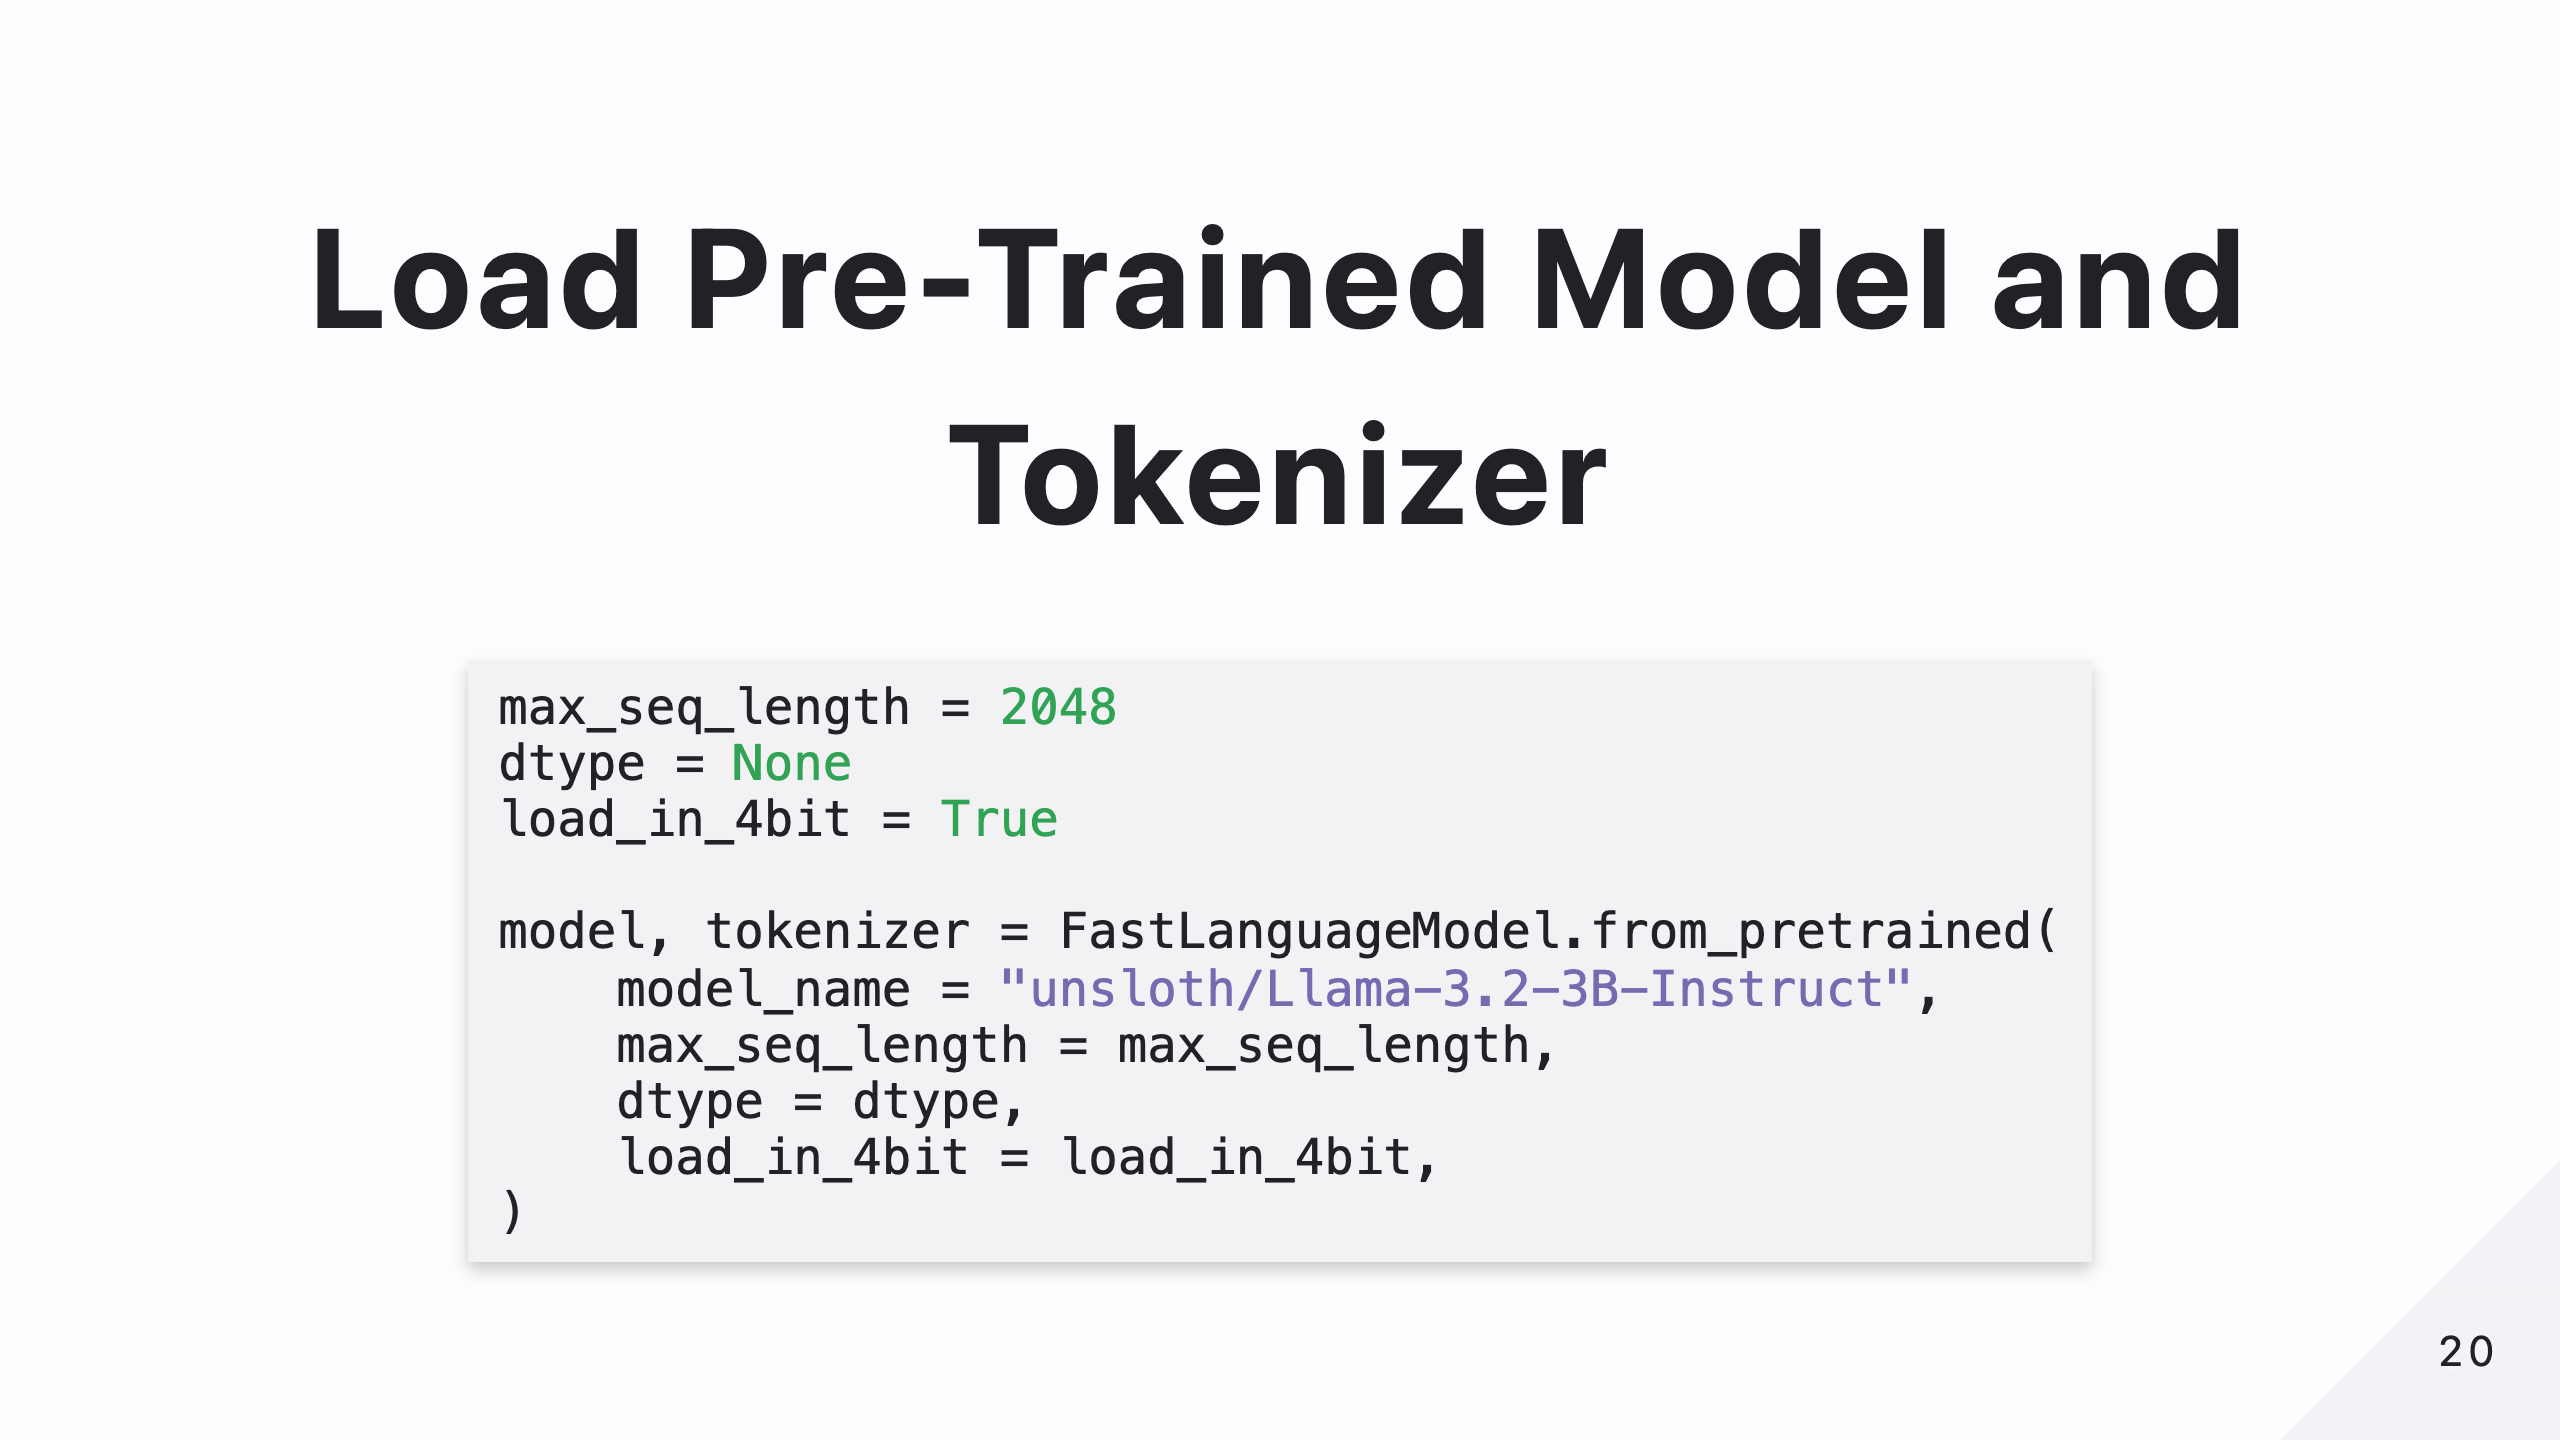 Load Pre-Trained Model and
Tokenizer
max_seq_length = 2048
dtype = None
load_in_4bit = True
model, tokenizer = FastLanguageModel.from_pretrained(
    model_name = "unsloth/Llama-3.2-3B-Instruct",
    max_seq_length = max_seq_length,
    dtype = dtype,
    load_in_4bit = load_in_4bit,
)
20